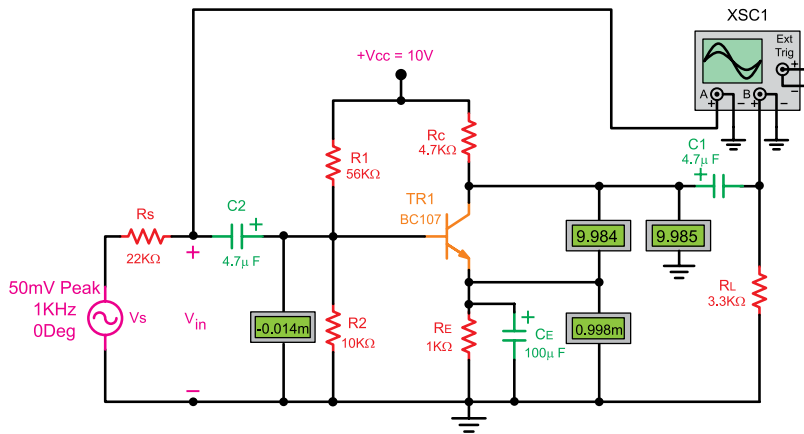 XSC1
Ext
Trig
+
−
A
B
+
−
+
−
+Vcc = 10V
R1
56KΩ
Rc
4.7KΩ
C1
4.7µ F
+
TR1
BC107
Rs
22KΩ
C2
+
4.7µ F
9.984
9.985
50mV Peak
1KHz
0Deg
Vs
+
Vin
−
-0.014m
R2
10KΩ
RE
1KΩ
+
CE
100µ F
0.998m
RL
3.3KΩ